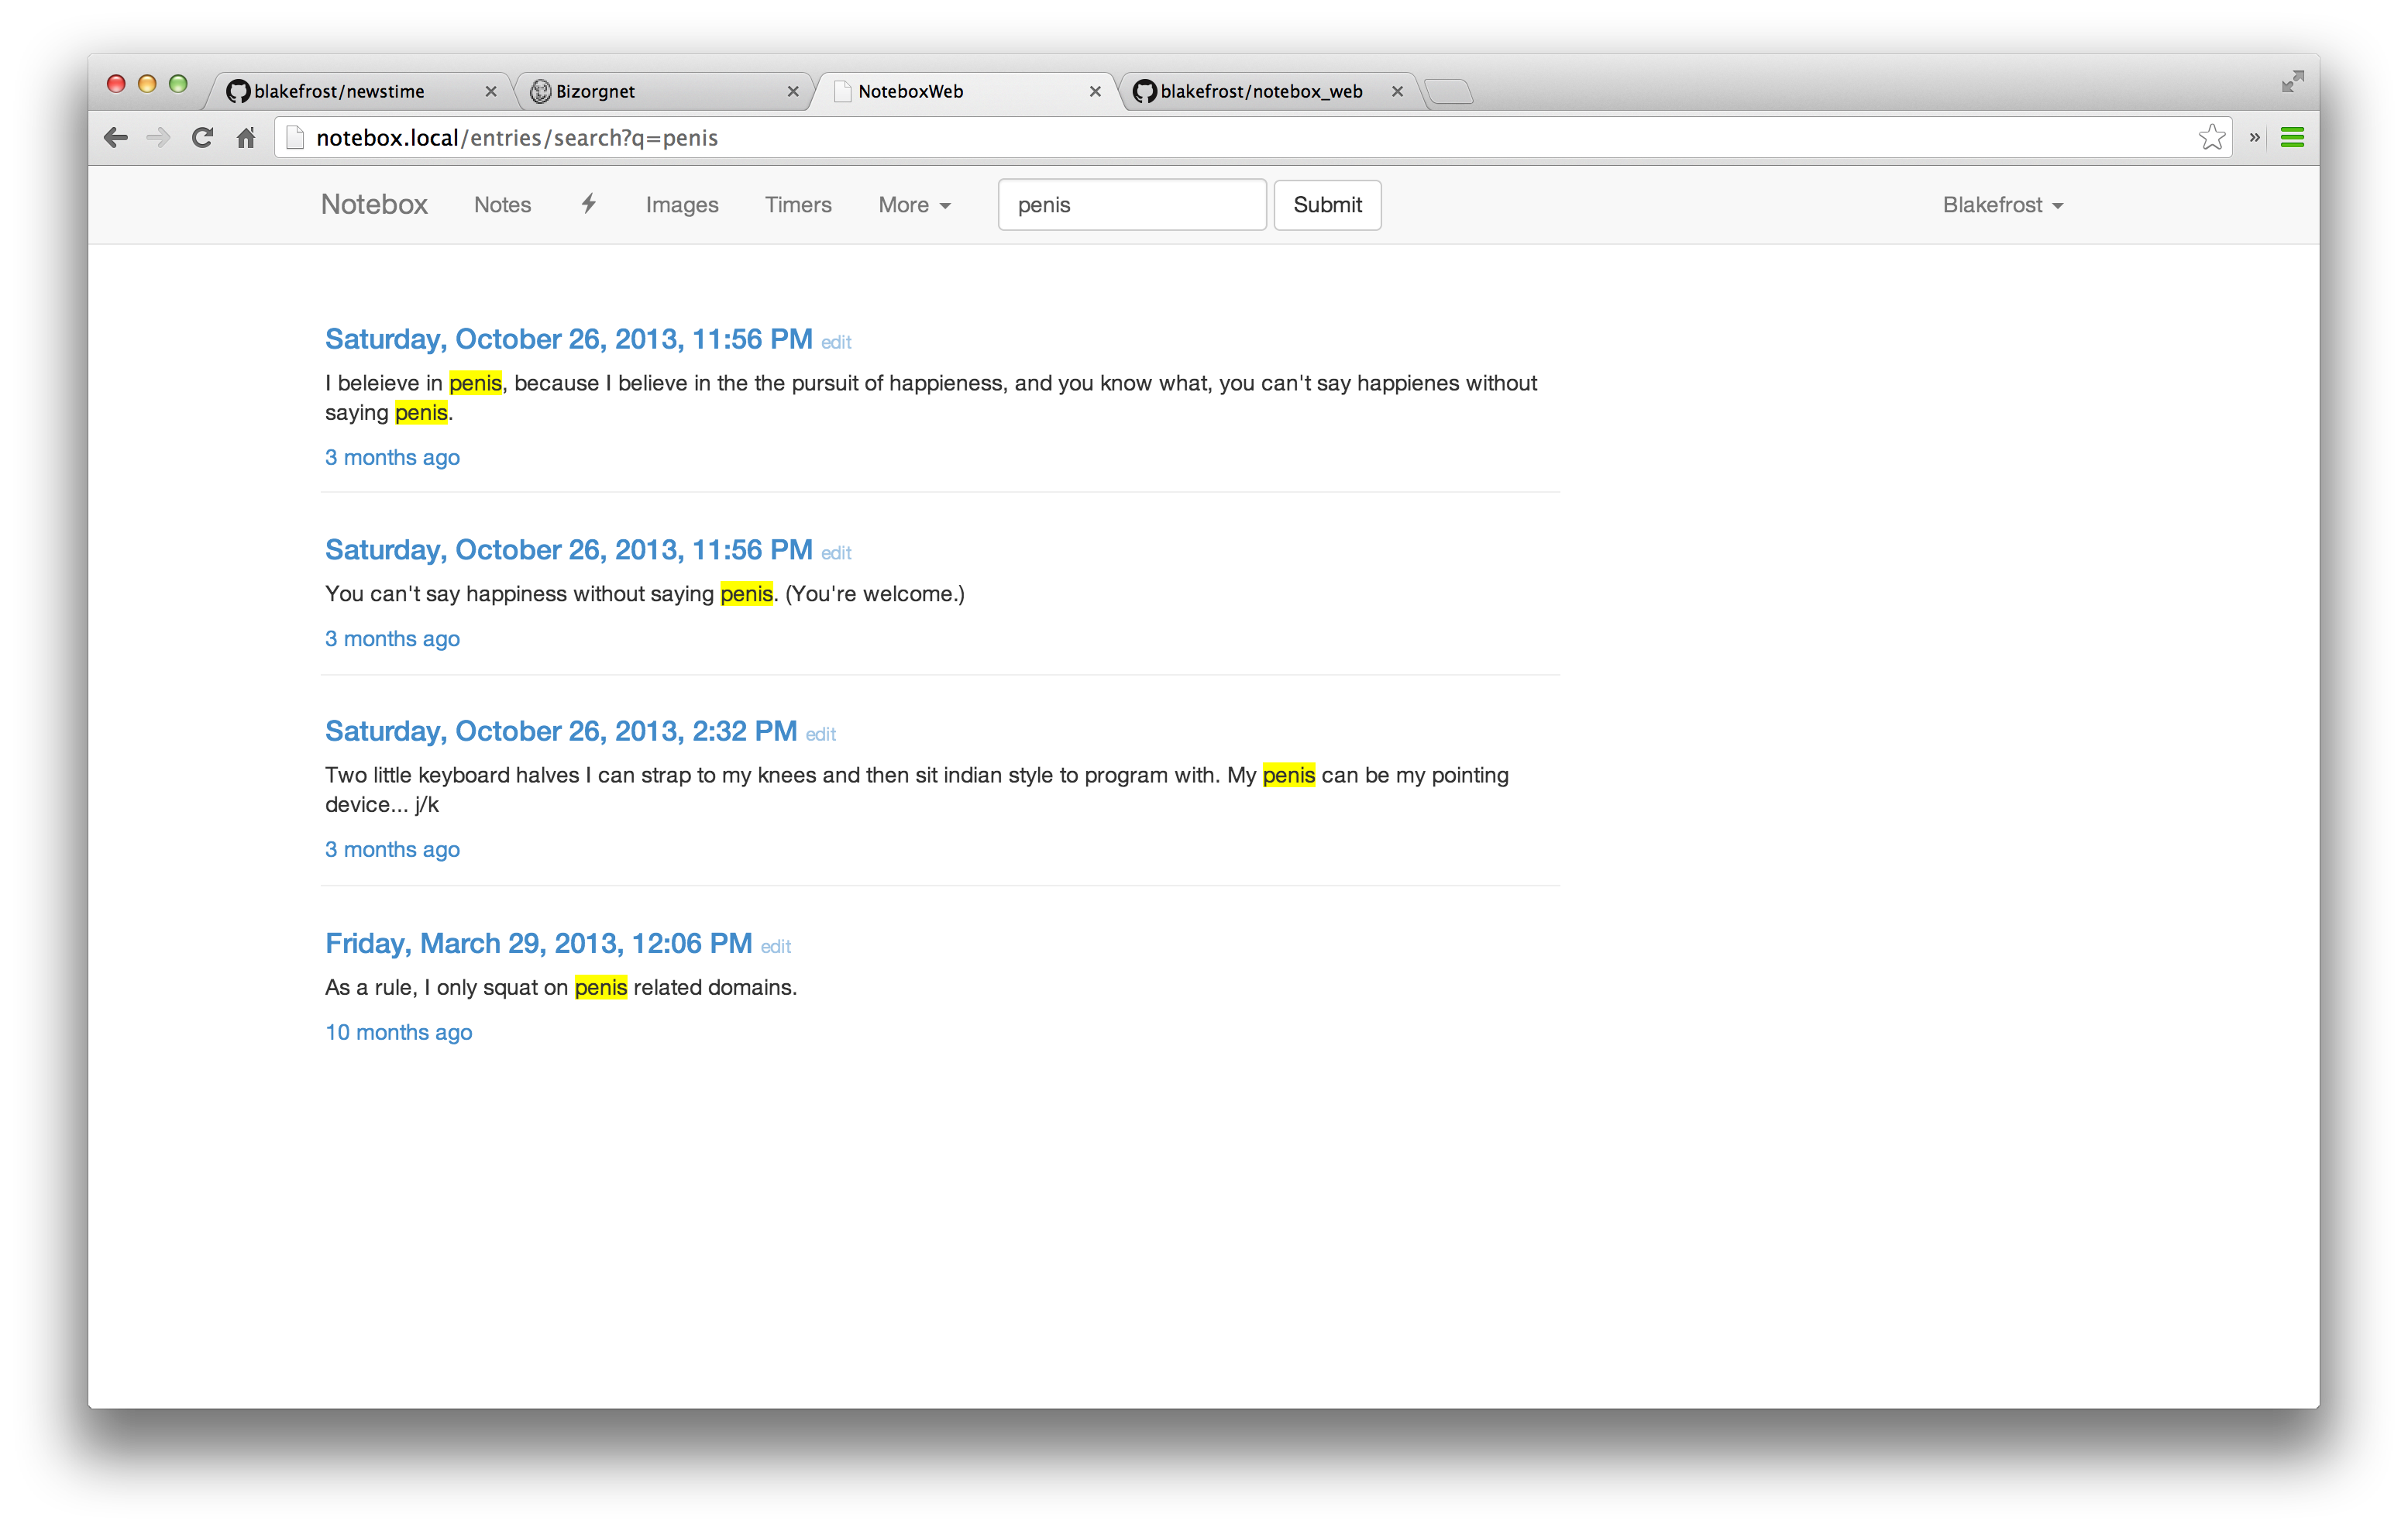 blakefrost/newstime
Bizorgnet
NoteboxWeb
blakefrost/notebox_web
notebox.local/entries/search?q=penis
Notebox Notes Images Timers More penis Submit Blakefrost
Saturday, October 26, 2013, 11:56 PM edit
I beleieve in penis, because I believe in the the pursuit of happieness, and you know what, you can't say happienes without
saying penis.
3 months ago
Saturday, October 26, 2013, 11:56 PM edit
You can't say happiness without saying penis. (You're welcome.)
3 months ago
Saturday, October 26, 2013, 2:32 PM edit
Two little keyboard halves I can strap to my knees and then sit indian style to program with. My penis can be my pointing
device... j/k
3 months ago
Friday, March 29, 2013, 12:06 PM edit
As a rule, I only squat on penis related domains.
10 months ago